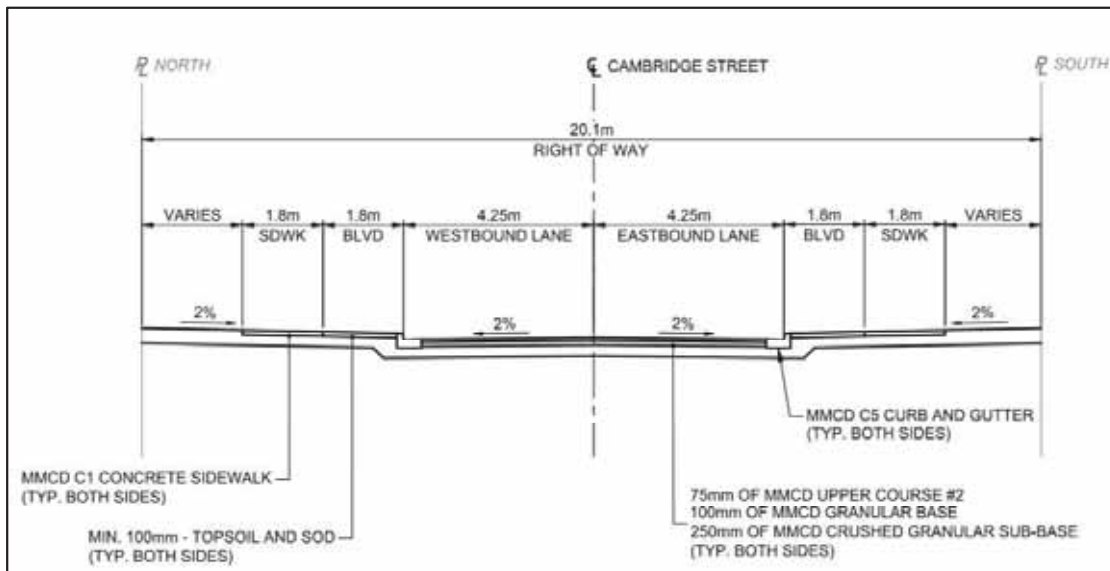 PL NORTH
CL CAMBRIDGE STREET
PL SOUTH
20.1m
RIGHT OF WAY
VARIES 1.8m 1.8m 4.25m 4.25m 1.8m 1.8m VARIES
SDWK BLVD WESTBOUND LANE EASTBOUND LANE BLVD SDWK
2% 2% 2% 2%
MMCD C5 CURB AND GUTTER
(TYP. BOTH SIDES)
MMCD C1 CONCRETE SIDEWALK
(TYP. BOTH SIDES)
MIN. 100mm - TOPSOIL AND SOD
(TYP. BOTH SIDES)
75mm OF MMCD UPPER COURSE #2
100mm OF MMCD GRANULAR BASE
250mm OF MMCD CRUSHED GRANULAR SUB-BASE
(TYP. BOTH SIDES)